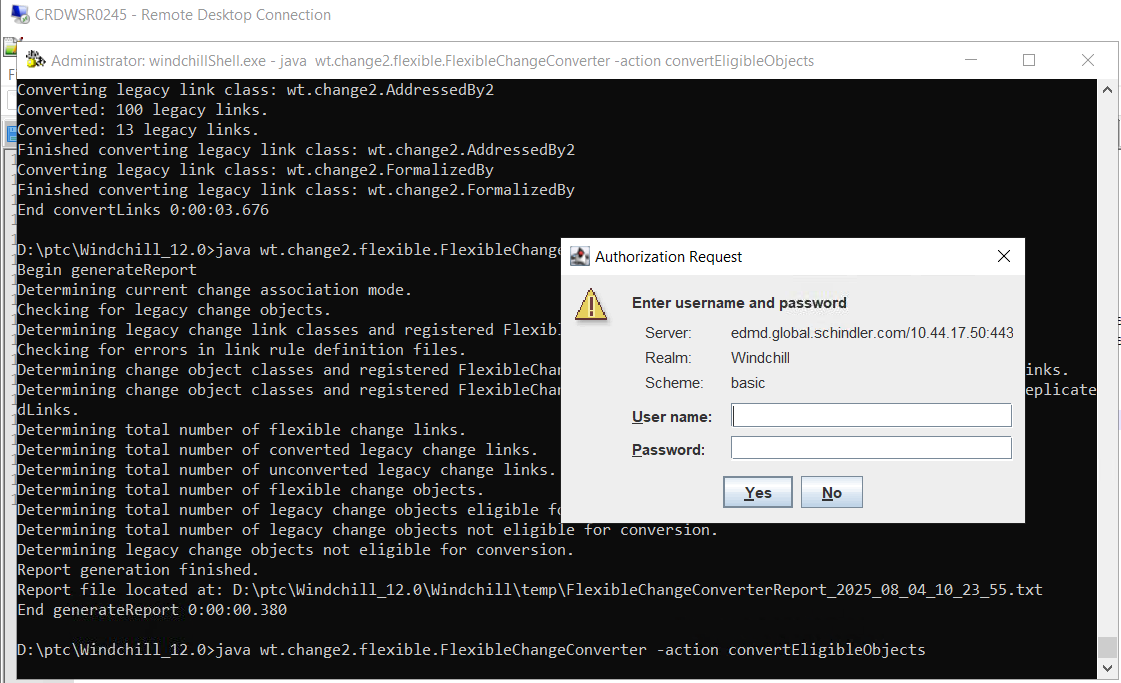 CRDWSR0245 - Remote Desktop Connection
Administrator: windchillShell.exe - java  wt.change2.flexible.FlexibleChangeConverter -action convertEligibleObjects
F
Converting legacy link class: wt.change2.AddressedBy2
Converted: 100 legacy links.
Converted: 13 legacy links.
Finished converting legacy link class: wt.change2.AddressedBy2
Converting legacy link class: wt.change2.FormalizedBy
Finished converting legacy link class: wt.change2.FormalizedBy
End convertLinks 0:00:03.676
D:\ptc\Windchill_12.0>java wt.change2.flexible.FlexibleChange
Begin generateReport
Determining current change association mode.
Checking for legacy change objects.
Determining legacy change link classes and registered Flexibl
Checking for errors in link rule definition files.
Determining change object classes and registered FlexibleChan inks.
Determining change object classes and registered FlexibleChan eplicate
dLinks.
Determining total number of flexible change links.
Determining total number of converted legacy change links.
Determining total number of unconverted legacy change links.
Determining total number of flexible change objects.
Determining total number of legacy change objects eligible fo
Determining total number of legacy change objects not eligible for conversion.
Determining legacy change objects not eligible for conversion.
Report generation finished.
Report file located at: D:\ptc\Windchill_12.0\Windchill\temp\FlexibleChangeConverterReport_2025_08_04_10_23_55.txt
End generateReport 0:00:00.380
D:\ptc\Windchill_12.0>java wt.change2.flexible.FlexibleChangeConverter -action convertEligibleObjects
Authorization Request
Enter username and password
Server: edmd.global.schindler.com/10.44.17.50:443
Realm: Windchill
Scheme: basic
User name:
Password:
Yes No